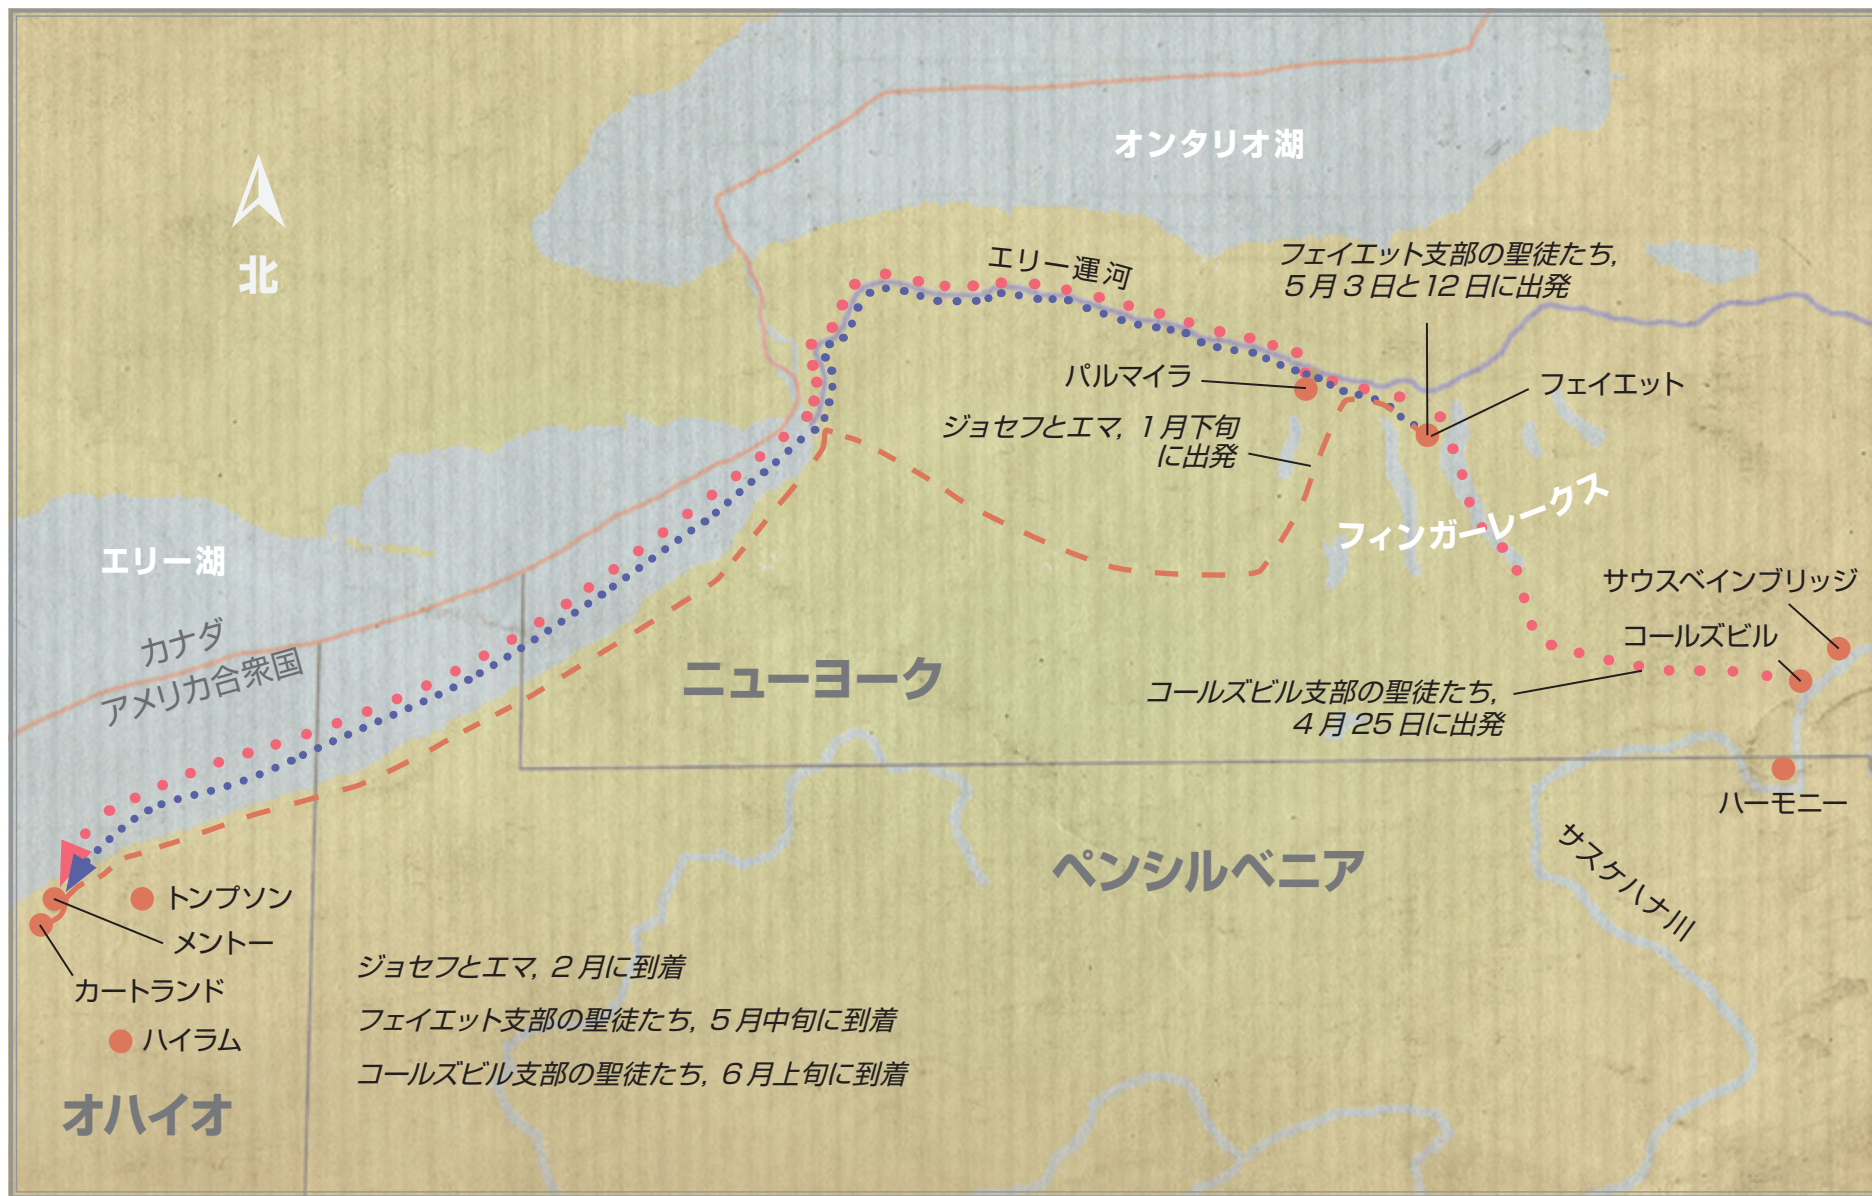 オンタリオ湖
北
エリー運河
フェイエット支部の聖徒たち,
5月3日と12日に出発
パルマイラ
フェイエット
ジョセフとエマ, 1月下旬
に出発
フィンガーレークス
エリー湖
サウスベインブリッジ
カナダ
コールズビル
アメリカ合衆国
ニューヨーク
コールズビル支部の聖徒たち,
4月25日に出発
ハーモニー
サスケハナ川
ペンシルベニア
トンプソン
メントー
カートランド
ハイラム
オハイオ
ジョセフとエマ, 2月に到着
フェイエット支部の聖徒たち, 5月中旬に到着
コールズビル支部の聖徒たち, 6月上旬に到着